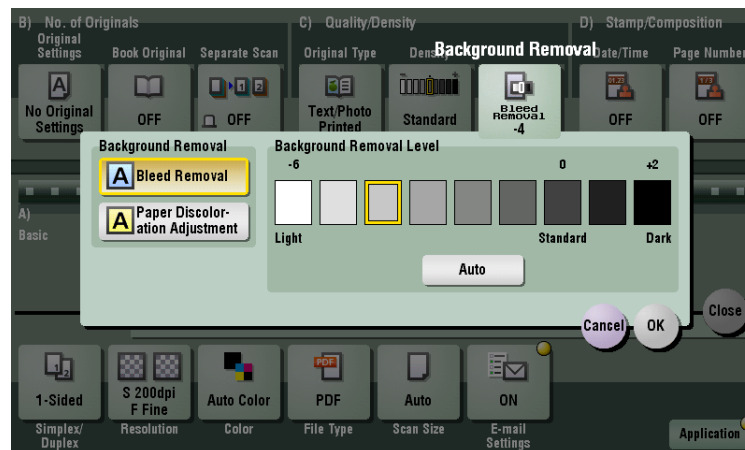 B) No. of Originals
C) Quality/Density
D) Stamp/Composition
Original
Settings
Book Original
Separate Scan
Original Type
Density
Background Removal
Date/Time
Page Number
No Original
Settings
OFF
OFF
Text/Photo
Printed
Standard
Bleed
Removal
-4
OFF
OFF
Background Removal
A Bleed Removal
A Paper Discolor-
ation Adjustment
Background Removal Level
-6
0
+2
Light
Standard
Dark
Auto
A)
Basic
Cancel
OK
Close
1-Sided
S 200dpi
F Fine
Auto Color
PDF
Auto
ON
Simplex/
Duplex
Resolution
Color
File Type
Scan Size
E-mail
Settings
Application